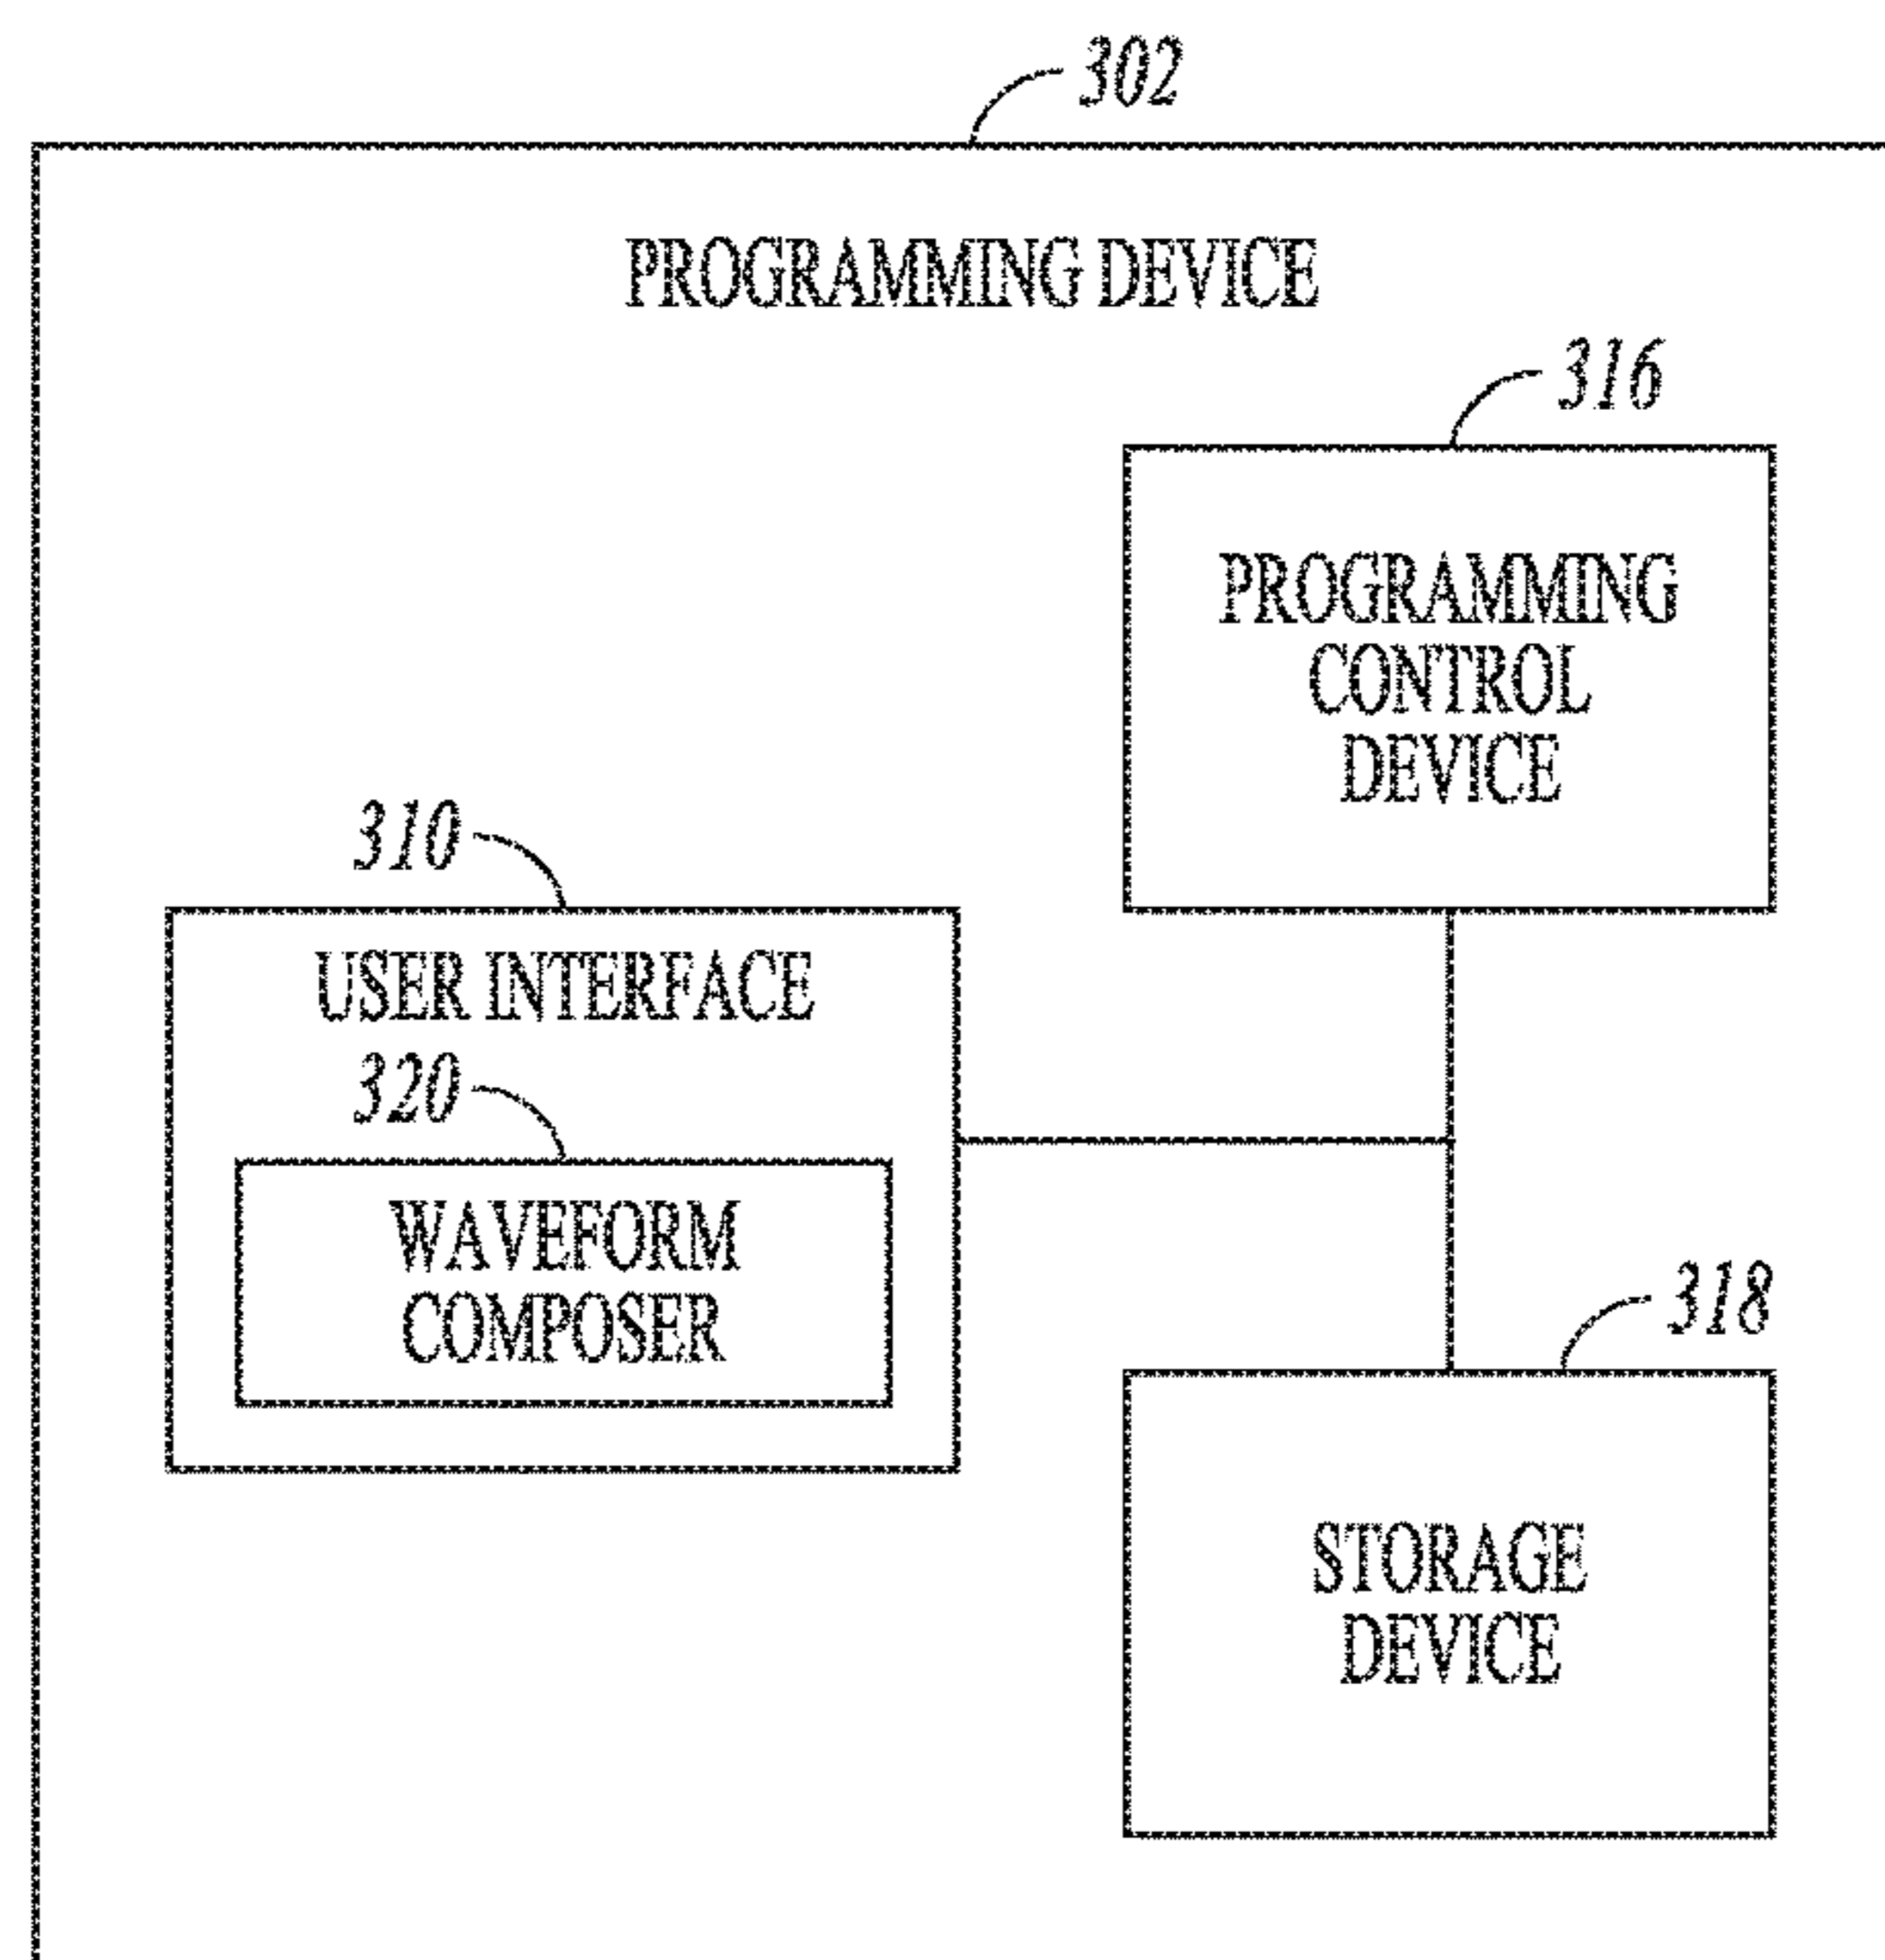 302
PROGRAMMING DEVICE
316
PROGRAMMING
CONTROL
DEVICE
310
USER INTERFACE
320
WAVEFORM
COMPOSER
318
STORAGE
DEVICE